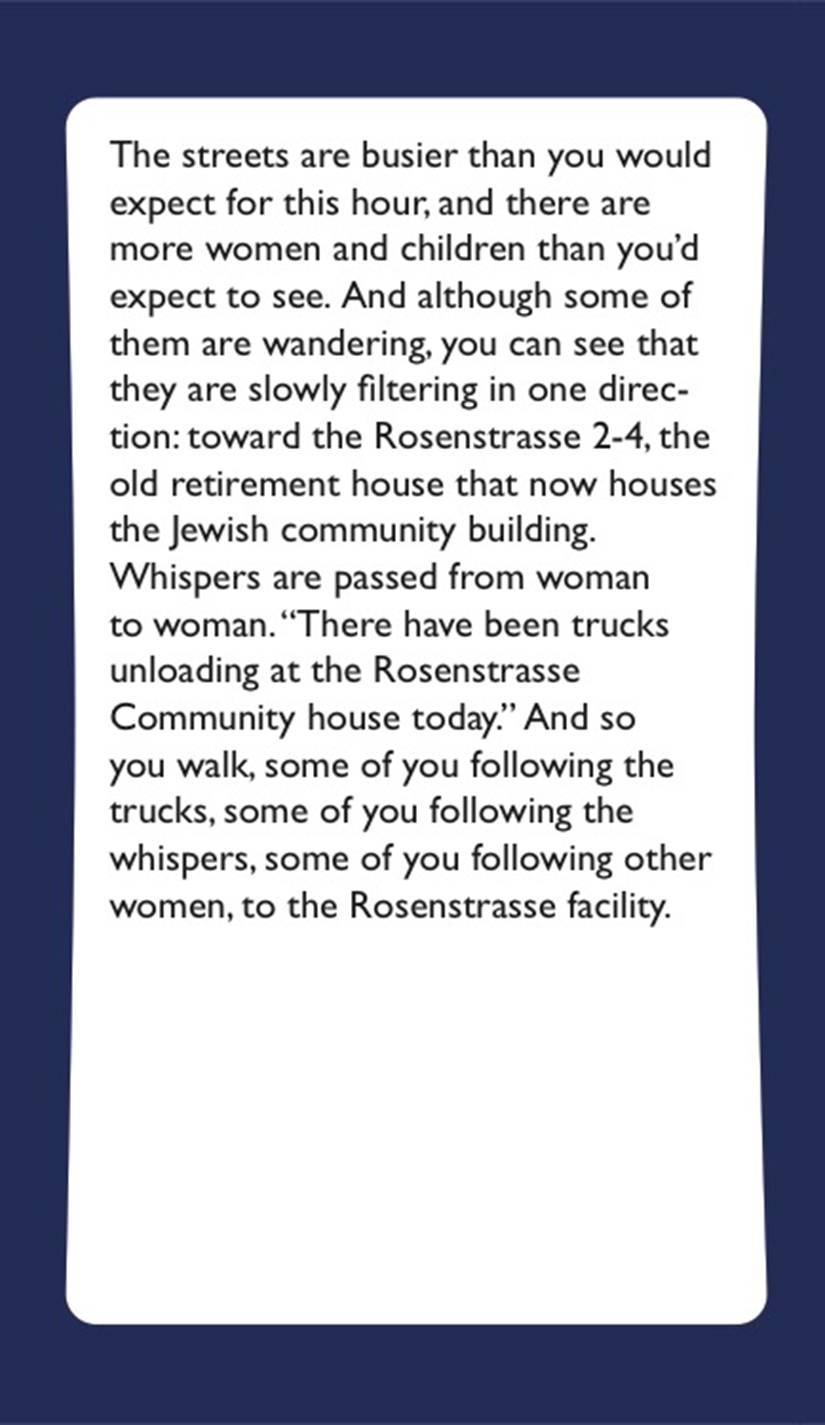 The streets are busier than you would
expect for this hour, and there are
more women and children than you’d
expect to see. And although some of
them are wandering, you can see that
they are slowly filtering in one direc-
tion: toward the Rosenstrasse 2-4, the
old retirement house that now houses
the Jewish community building.
Whispers are passed from woman
to woman. “There have been trucks
unloading at the Rosenstrasse
Community house today.” And so
you walk, some of you following the
trucks, some of you following the
whispers, some of you following other
women, to the Rosenstrasse facility.